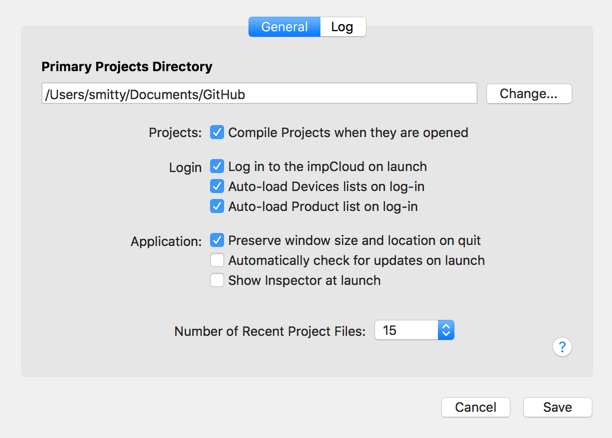 General Log
Primary Projects Directory
/Users/smitty/Documents/GitHub Change...
Projects: Compile Projects when they are opened
Login Log in to the impCloud on launch
Auto-load Devices lists on log-in
Auto-load Product list on log-in
Application: Preserve window size and location on quit
Automatically check for updates on launch
Show Inspector at launch
Number of Recent Project Files: 15
?
Cancel Save